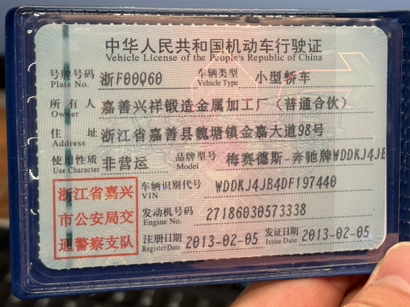 中华人民共和国机动车行驶证
Vehicle License of the People's Republic of China
号牌号码 浙F00Q60 车辆类型 小型轿车
Plate No. Vehicle Type
所有人 嘉善兴祥锻造金属加工厂（普通合伙）
Owner
住址 浙江省嘉善县魏塘镇金嘉大道98号
Address
使用性质 非营运 品牌型号 梅赛德斯-奔驰牌WDDKJ4JB
Use Character Model
浙江省嘉兴市公安局交通警察支队
车辆识别代号 WDDKJ4JB4DF197440
VIN
发动机号码 27186030573338
Engine No.
注册日期 2013-02-05 发证日期 2013-02-05
Register Date Issue Date